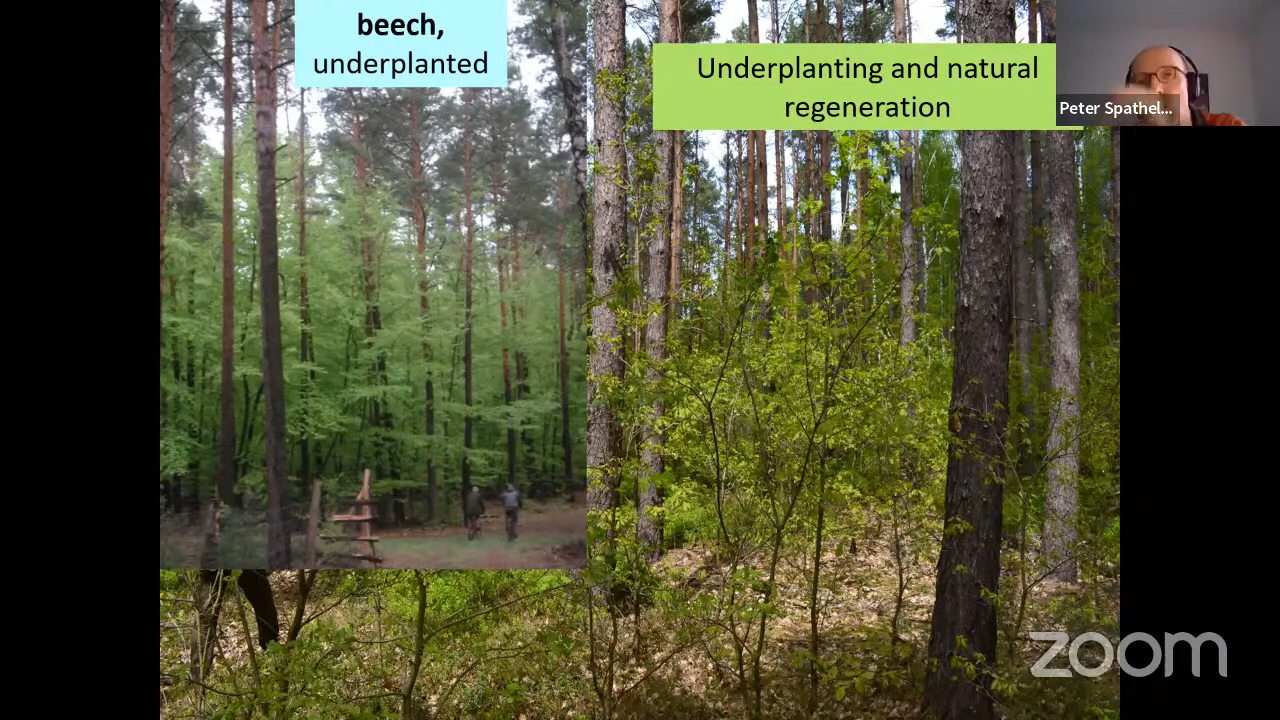 beech,
underplanted
Underplanting and natural
regeneration
Peter Spathel...
zoom